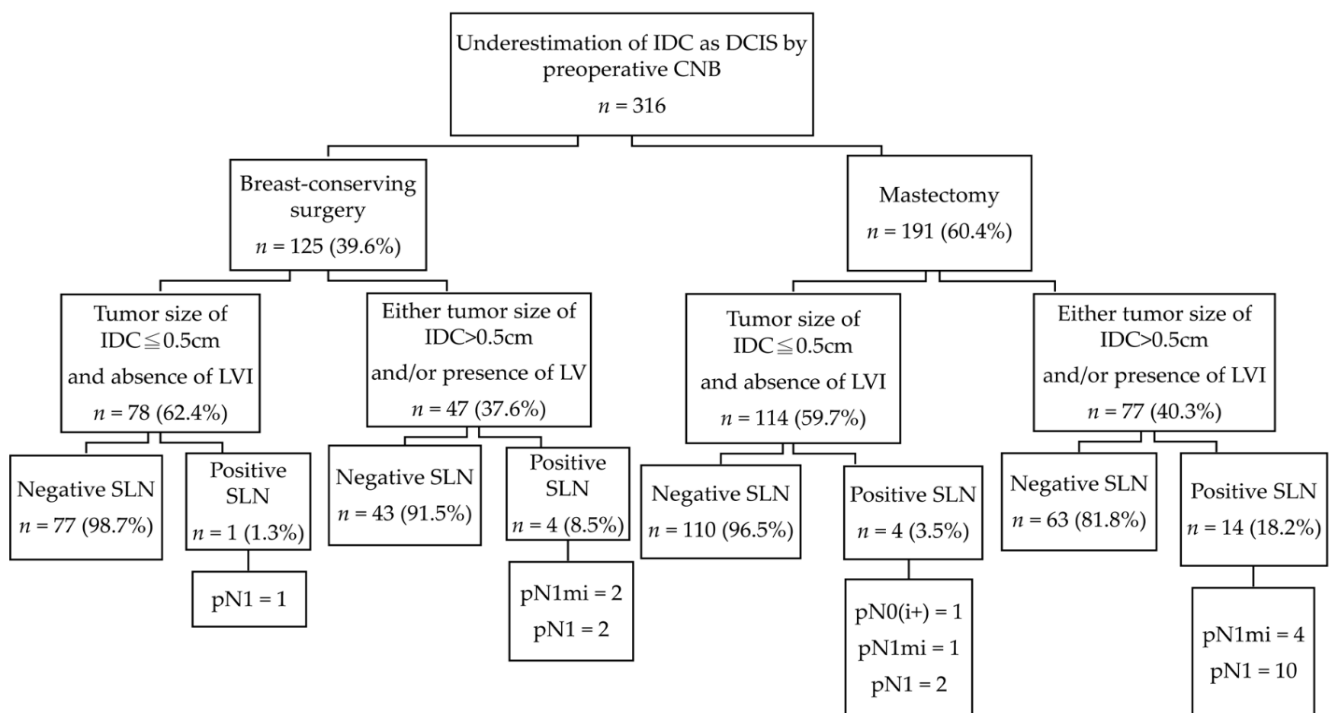 Underestimation of IDC as DCIS by
preoperative CNB
n = 316
Breast-conserving
surgery
n = 125 (39.6%)
Mastectomy
n = 191 (60.4%)
Tumor size of
IDC≦0.5cm
and absence of LVI
n = 78 (62.4%)
Either tumor size of
IDC>0.5cm
and/or presence of LV
n = 47 (37.6%)
Tumor size of
IDC≦0.5cm
and absence of LVI
n = 114 (59.7%)
Either tumor size of
IDC>0.5cm
and/or presence of LVI
n = 77 (40.3%)
Negative SLN
n = 77 (98.7%)
Positive
SLN
n = 1 (1.3%)
Negative SLN
n = 43 (91.5%)
Positive
SLN
n = 4 (8.5%)
Negative SLN
n = 110 (96.5%)
Positive SLN
n = 4 (3.5%)
Negative SLN
n = 63 (81.8%)
Positive SLN
n = 14 (18.2%)
pN1 = 1
pN1mi = 2
pN1 = 2
pN0(i+) = 1
pN1mi = 1
pN1 = 2
pN1mi = 4
pN1 = 10